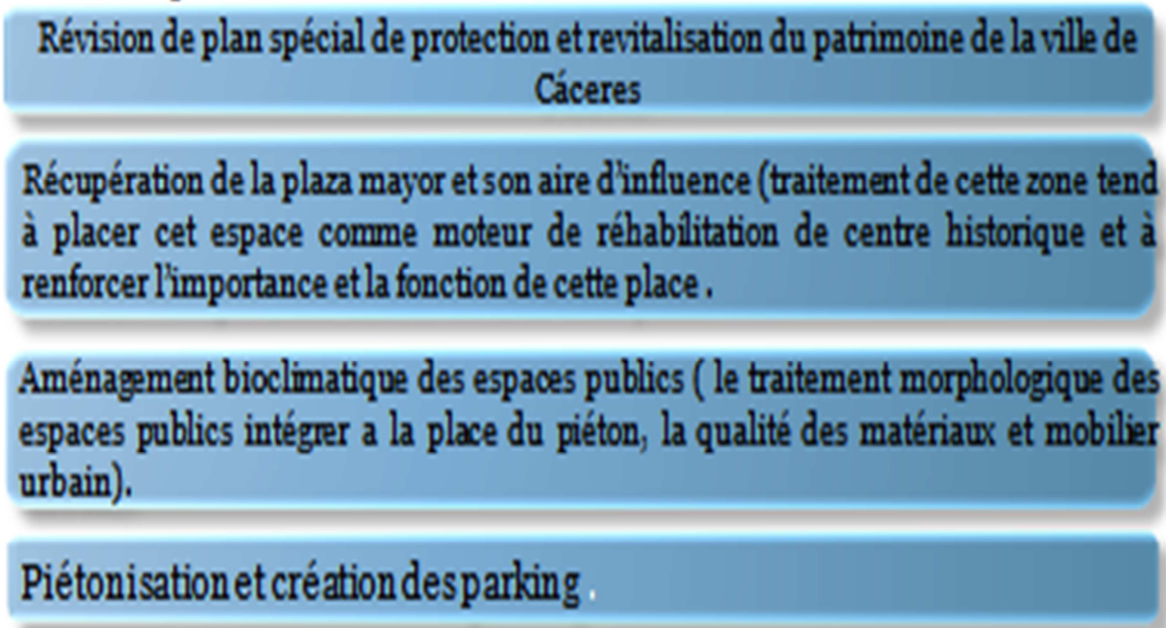 Révision de plan spécial de protection et revitalisation du patrimoine de la ville de
Cáceres
Récupération de la plaza mayor et son aire d’influence (traitement de cette zone tend
à placer cet espace comme moteur de réhabilitation de centre historique et à
renforcer l’importance et la fonction de cette place .
Aménagement bioclimatique des espaces publics ( le traitement morphologique des
espaces publics intégrer a la place du piéton, la qualité des matériaux et mobilier
urbain).
Piétonisation et création des parking .